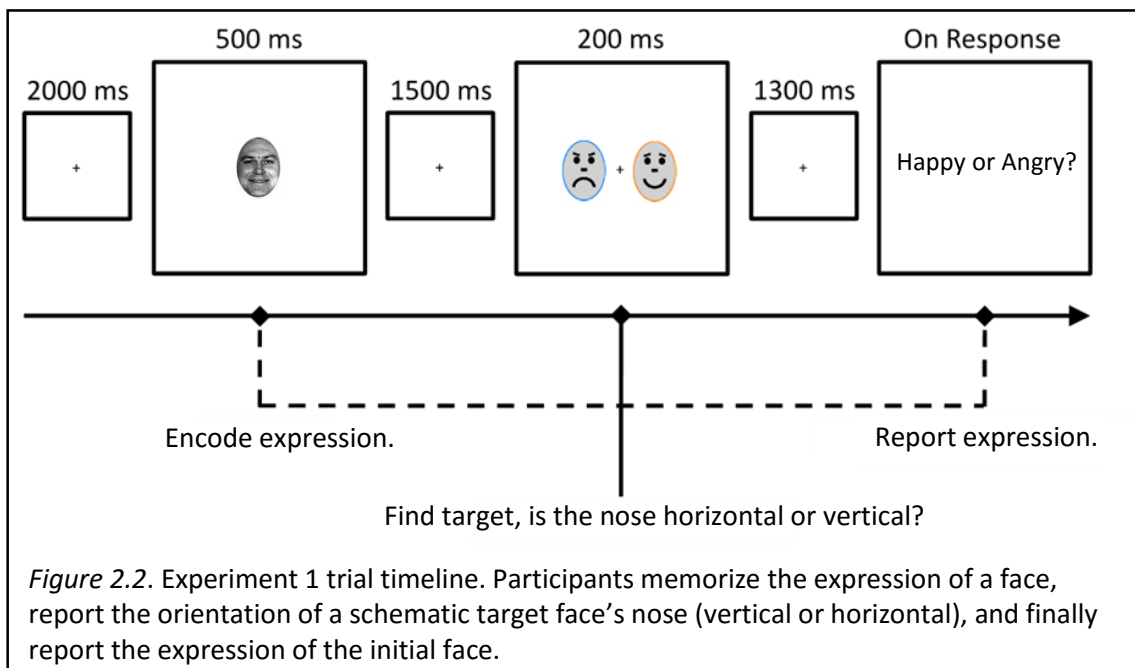 500 ms 200 ms On Response
2000 ms 1500 ms 1300 ms
+ + + +
Happy or Angry?
Encode expression. Report expression.
Find target, is the nose horizontal or vertical?
Figure 2.2. Experiment 1 trial timeline. Participants memorize the expression of a face,
report the orientation of a schematic target face’s nose (vertical or horizontal), and finally
report the expression of the initial face.